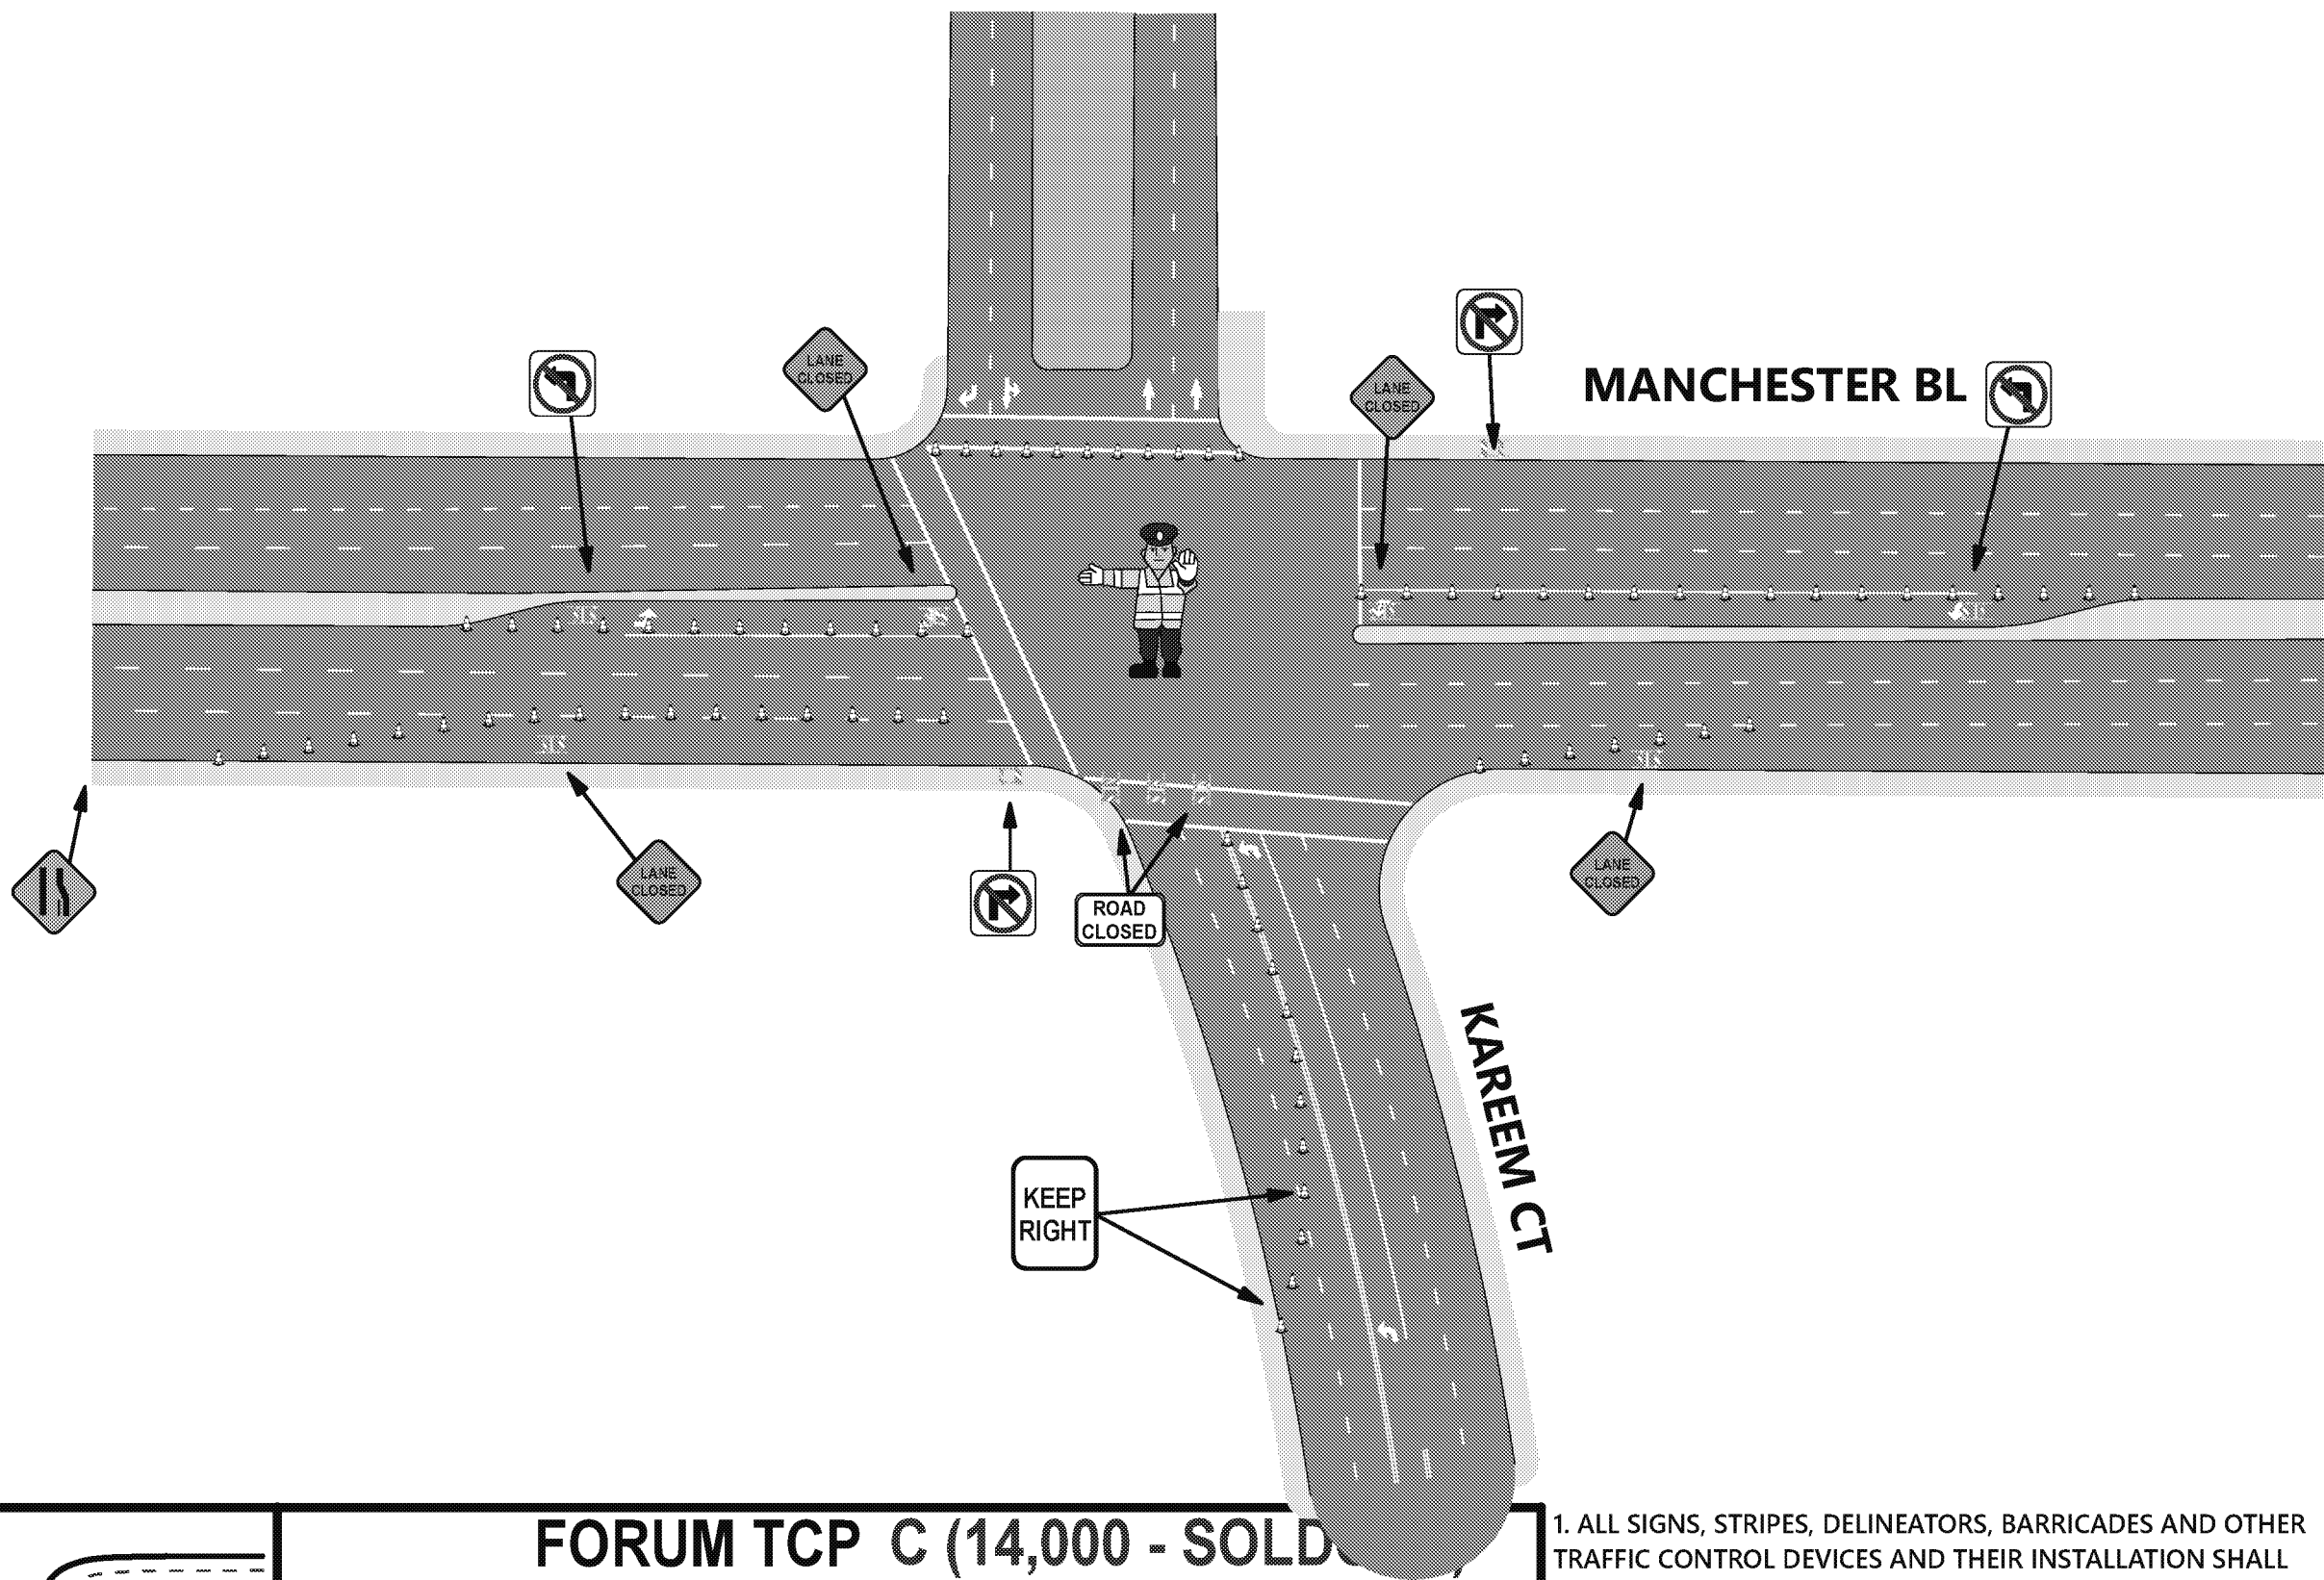 LANE
CLOSED
LANE
CLOSED
MANCHESTER BL
LANE
CLOSED
ROAD
CLOSED
LANE
CLOSED
KAREEM CT
KEEP
RIGHT
FORUM TCP C (14,000 -
1. ALL SIGNS, STRIPES, DELINEATORS, BARRICADES AND OTHER
TRAFFIC CONTROL DEVICES AND THEIR INSTALLATION SHALL